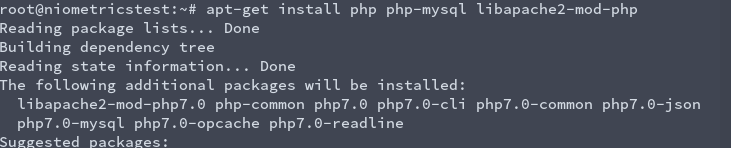 root@niometricstest:~# apt-get install php php-mysql libapache2-mod-php
Reading package lists... Done
Building dependency tree
Reading state information... Done
The following additional packages will be installed:
  libapache2-mod-php7.0 php-common php7.0 php7.0-cli php7.0-common php7.0-json
  php7.0-mysql php7.0-opcache php7.0-readline
Suggested packages: